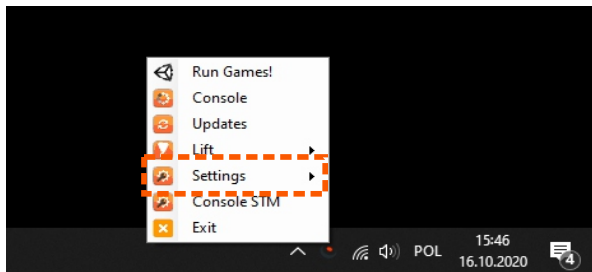 Run Games!
Console
Updates
Lift
Settings
Console STM
Exit
POL
15:46
16.10.2020
4